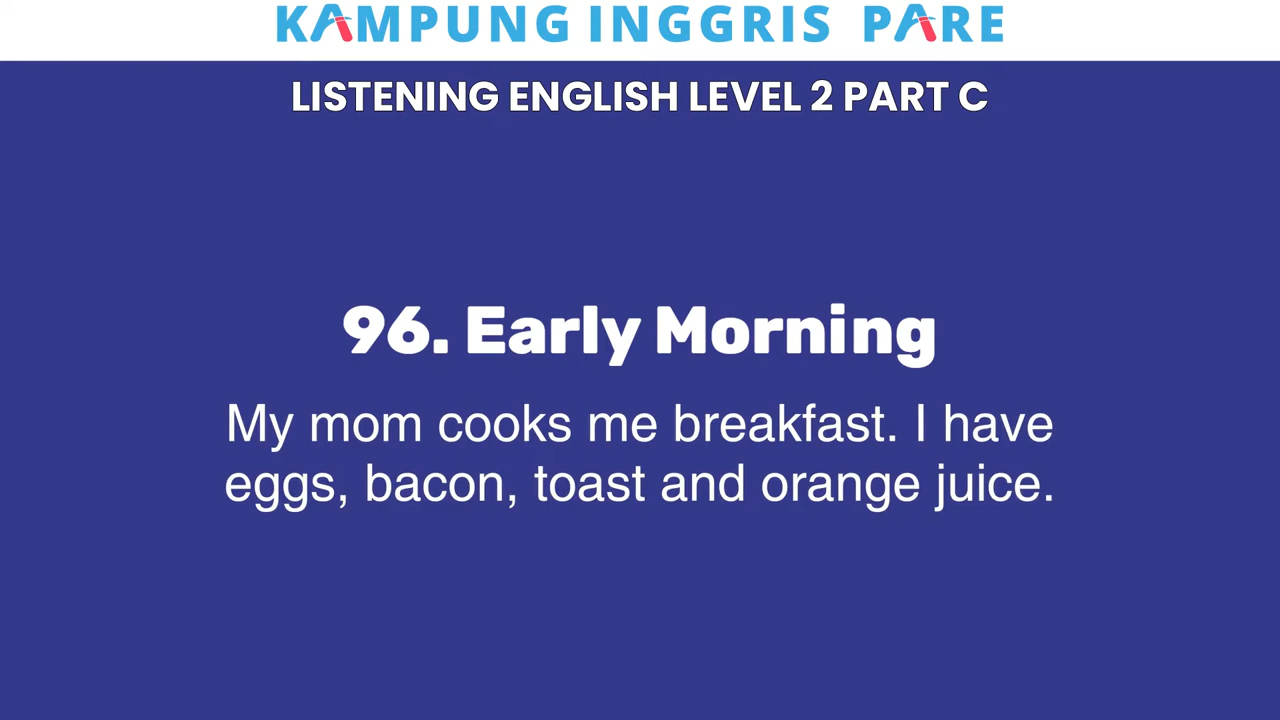 KAMPUNG INGGRIS PARE
LISTENING ENGLISH LEVEL 2 PART C
96. Early Morning
My mom cooks me breakfast. I have
eggs, bacon, toast and orange juice.